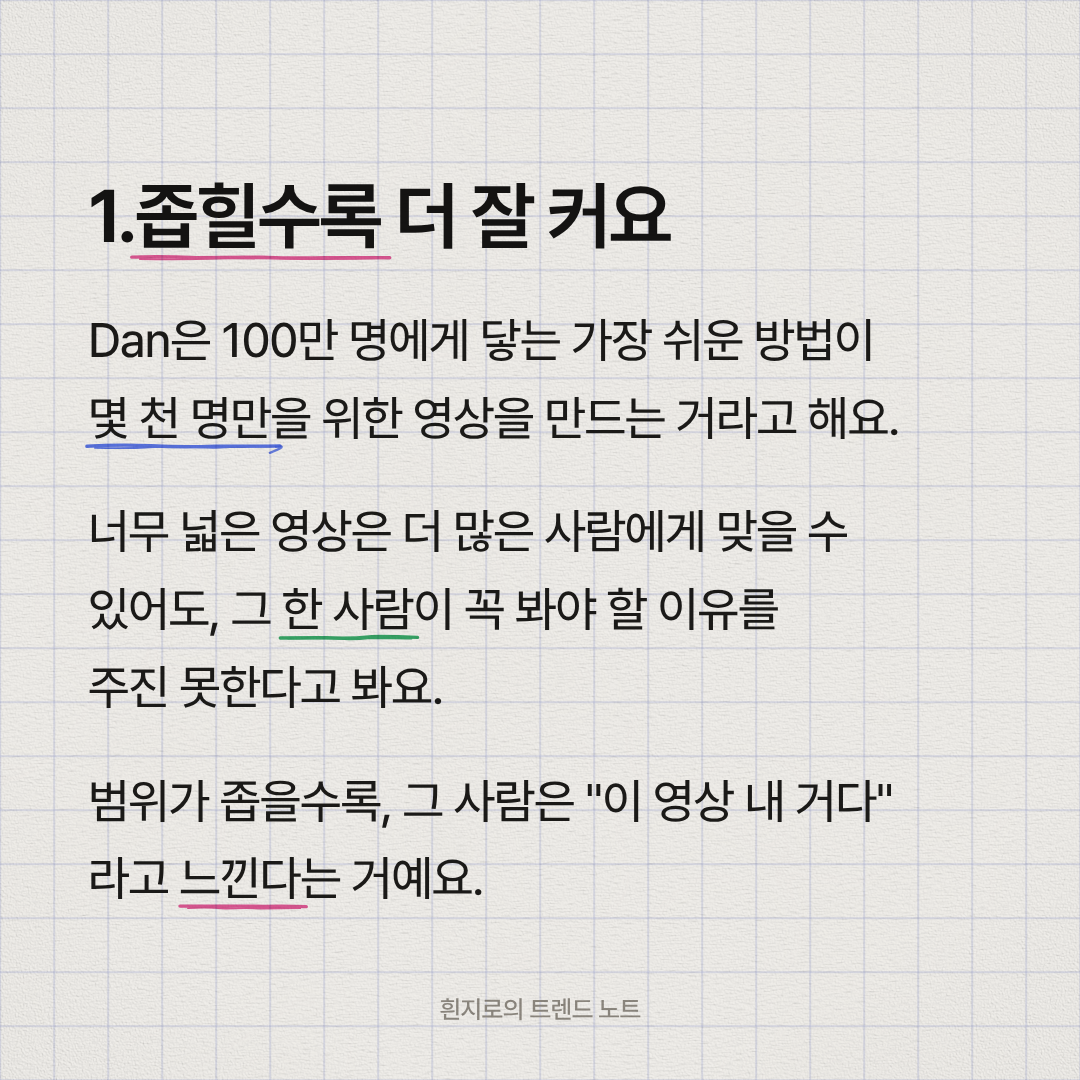 1.좁힐수록 더 잘 커요
Dan은 100만 명에게 닿는 가장 쉬운 방법이
몇 천 명만을 위한 영상을 만드는 거라고 해요.
너무 넓은 영상은 더 많은 사람에게 맞을 수
있어도, 그 한 사람이 꼭 봐야 할 이유를
주진 못한다고 봐요.
범위가 좁을수록, 그 사람은 "이 영상 내 거다"
라고 느낀다는 거예요.
흰지로의 트렌드 노트